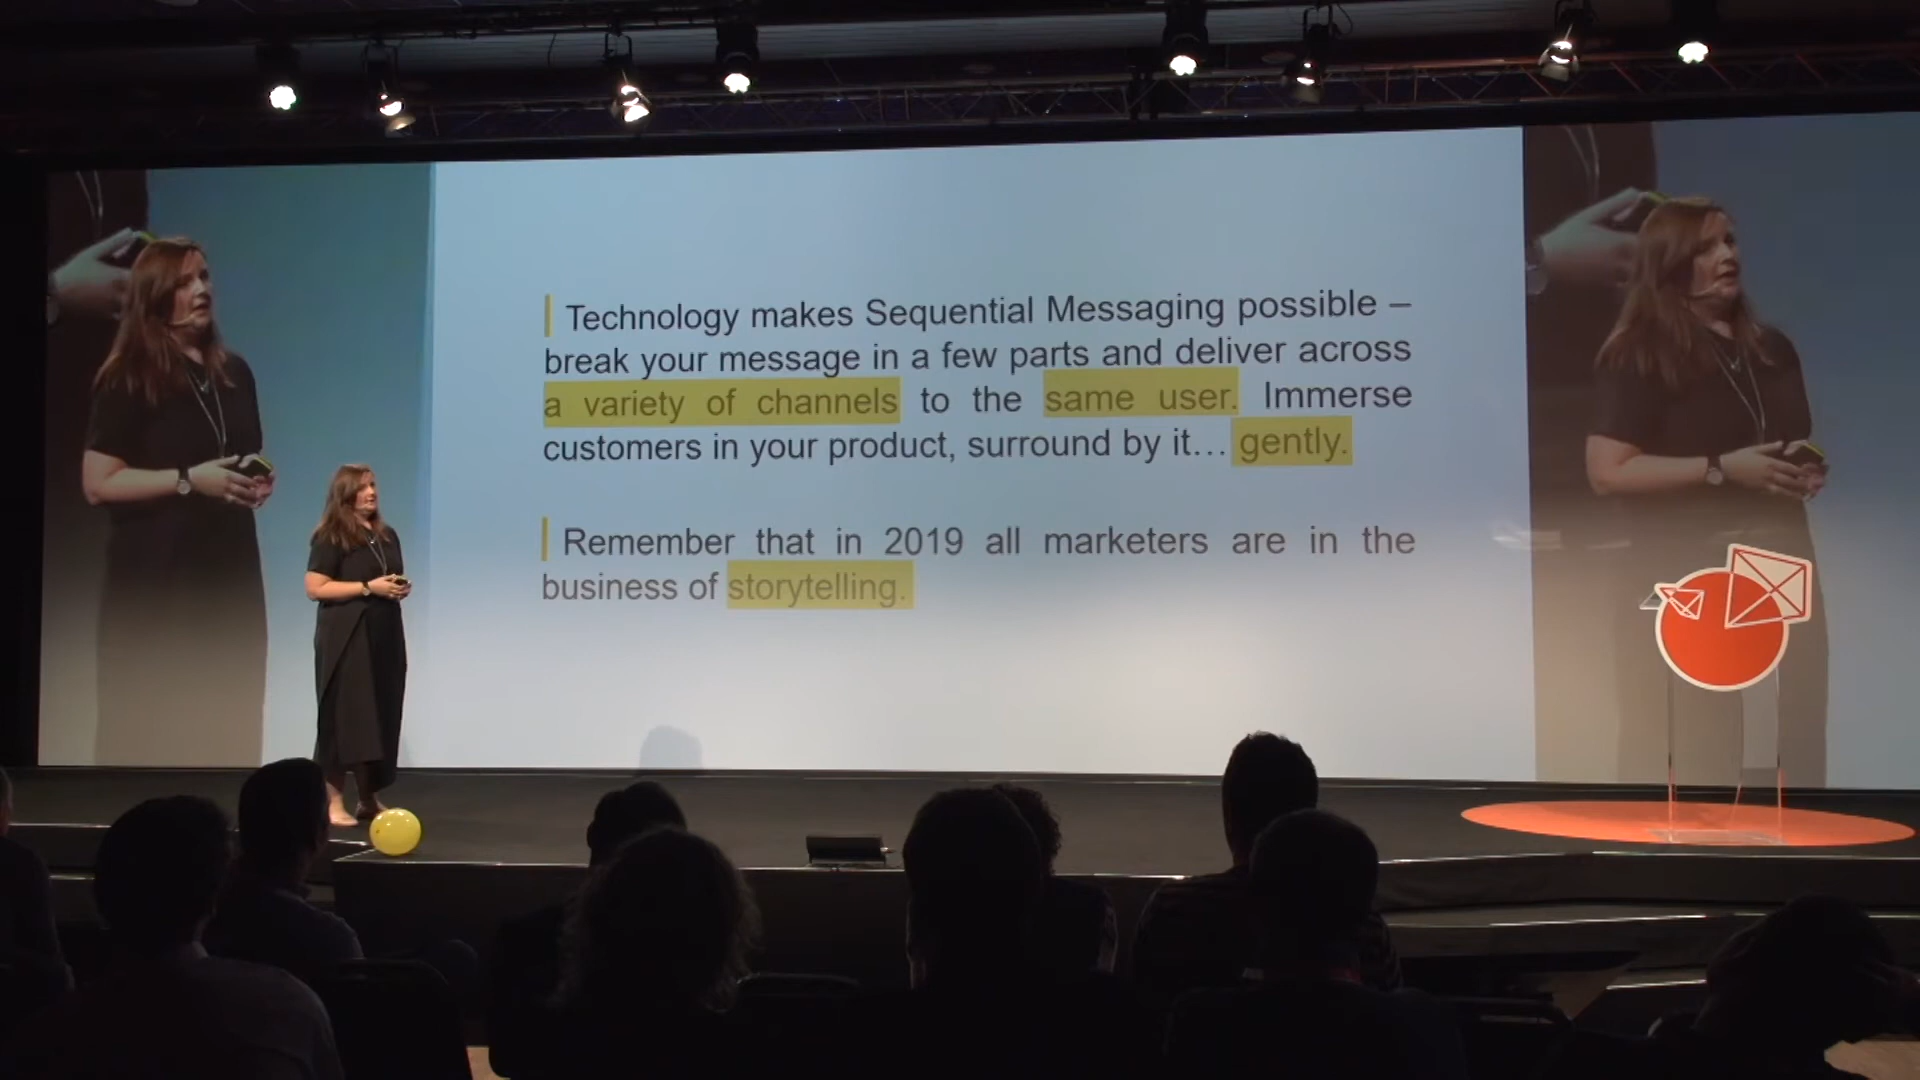 Technology makes Sequential Messaging possible –
break your message in a few parts and deliver across
a variety of channels to the same user. Immerse
customers in your product, surround by it… gently.
Remember that in 2019 all marketers are in the
business of storytelling.